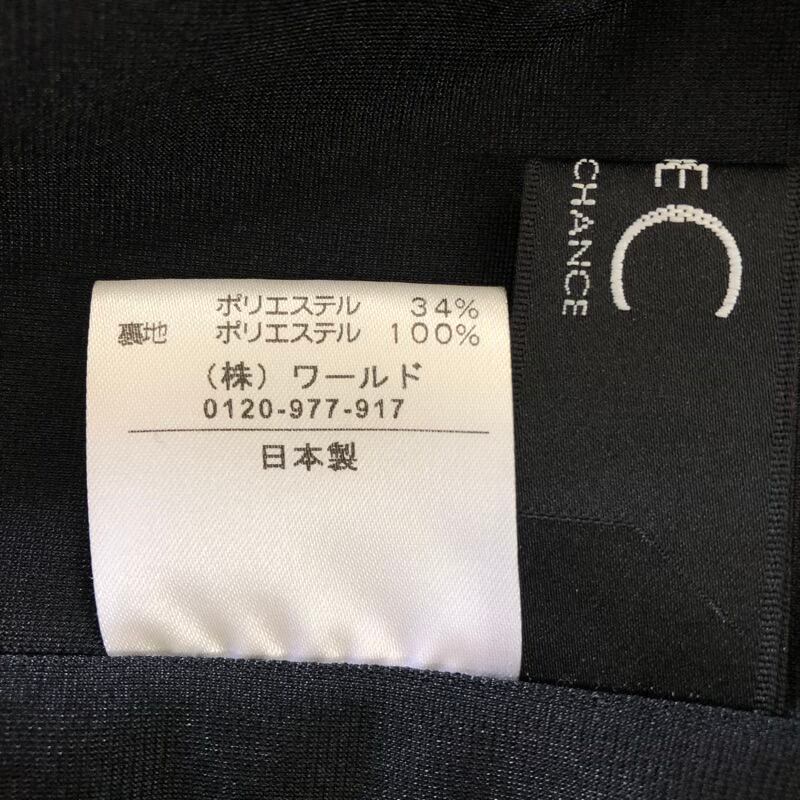 ポリエステル 34%
裏地 ポリエステル 100%
(株) ワールド
0120-977-917
日本製
CHANCE